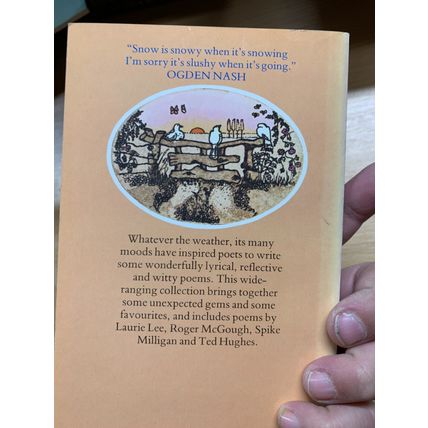 “Snow is snowy when it's snowing
I'm sorry it's slushy when it's going.”
OGDEN NASH
Whatever the weather, its many
moods have inspired poets to write
some wonderfully lyrical, reflective
and witty poems. This wide-
ranging collection brings together
some unexpected gems and some
favourites, and includes poems by
Laurie Lee, Roger McGough, Spike
Milligan and Ted Hughes.